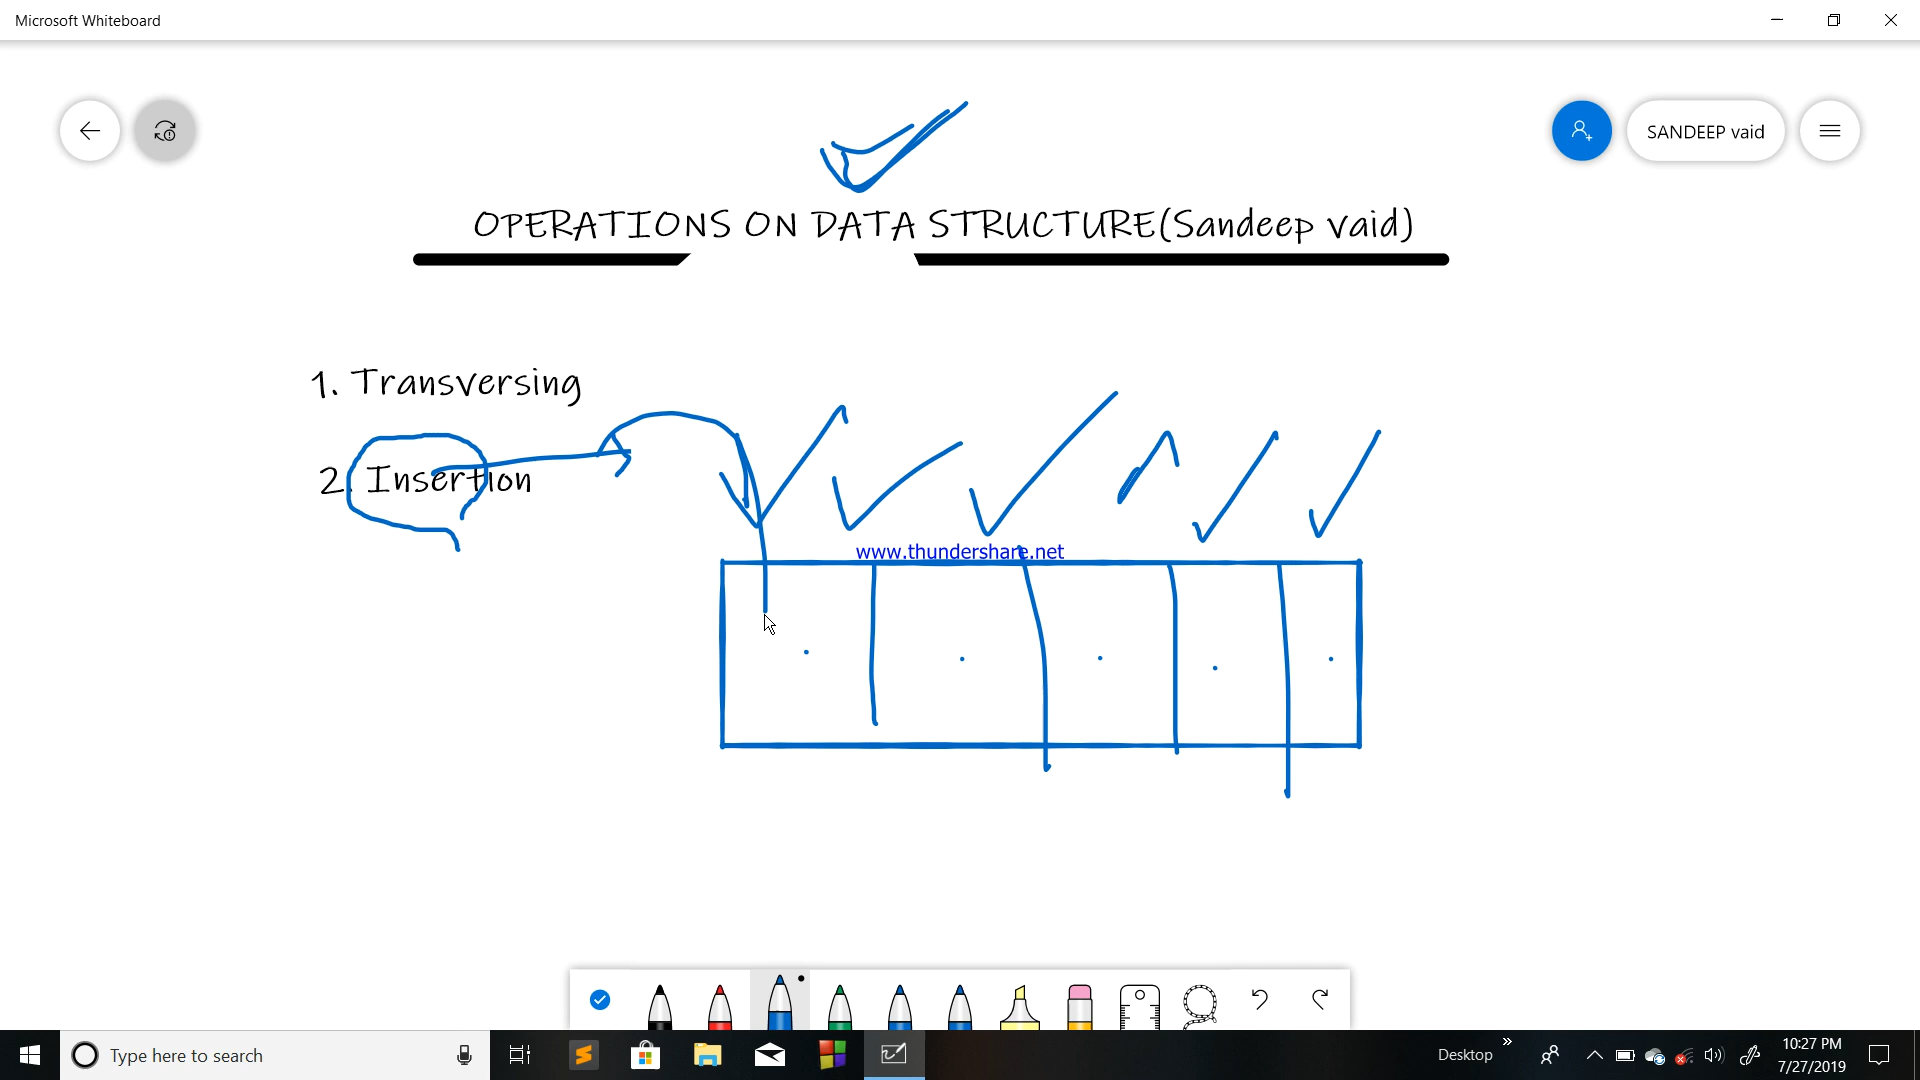 Microsoft Whiteboard
SANDEEP vaid
OPERATIONS ON DATA STRUCTURE(Sandeep vaid)
1. Transversing
2. Insertion
www.thundershare.net
Type here to search
Desktop
10:27 PM
7/27/2019